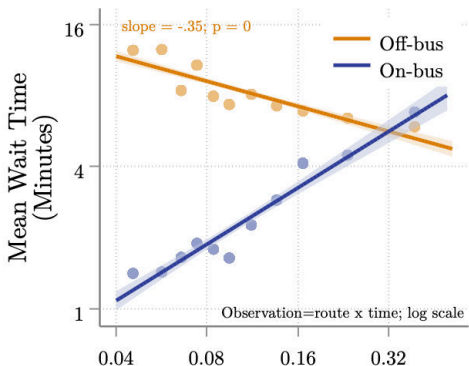 16
slope = -.35; p = 0
Off-bus
On-bus
Mean Wait Time
(Minutes)
4
1
Observation=route x time; log scale
0.04 0.08 0.16 0.32